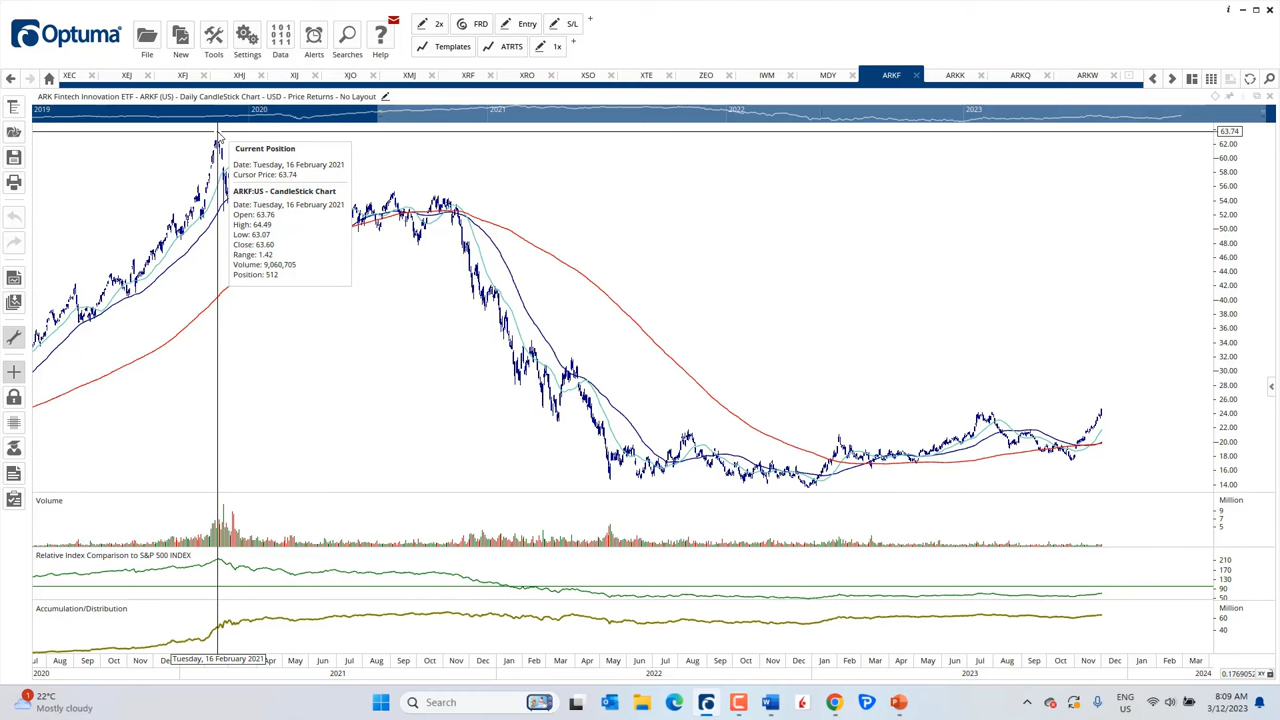 Optuma
File
New
Tools
Settings
Data
Alerts
Searches
Help
2x
FRD
Entry
S/L
Templates
ATRTS
1x
XEC
XEJ
XFJ
XHJ
XIJ
XJO
XMJ
XRF
XRO
XSO
XTE
ZEO
IWM
MDY
ARKF
ARKK
ARKQ
ARKW
ARK Fintech Innovation ETF - ARKF (US) - Daily CandleStick Chart - USD - Price Returns - No Layout
2019
2020
2021
2022
2023
Current Position
Date: Tuesday, 16 February 2021
Cursor Price: 63.74
ARKF:US - CandleStick Chart
Date: Tuesday, 16 February 2021
Open: 63.76
High: 64.49
Low: 63.07
Close: 63.60
Range: 1.42
Volume: 9,060,705
Position: 512
63.74
62.00
60.00
58.00
56.00
54.00
52.00
50.00
48.00
46.00
44.00
42.00
40.00
38.00
36.00
34.00
32.00
30.00
28.00
26.00
24.00
22.00
20.00
18.00
16.00
14.00
Volume
Million
9
7
5
Relative Index Comparison to S&P 500 INDEX
210
170
130
90
50
Accumulation/Distribution
Million
60
40
ul Aug Sep Oct Nov De Tuesday, 16 February 2021 Apr May Jun Jul Aug Sep Oct Nov Dec Jan Feb Mar Apr May Jun Jul Aug Sep Oct Nov Dec Jan Feb Mar Apr May Jun Jul Aug Sep Oct Nov Dec Jan Feb Mar
2020 2021 2022 2023 2024
0.1769052 XY
22°C
Mostly cloudy
Search
ENG
US
8:09 AM
3/12/2023